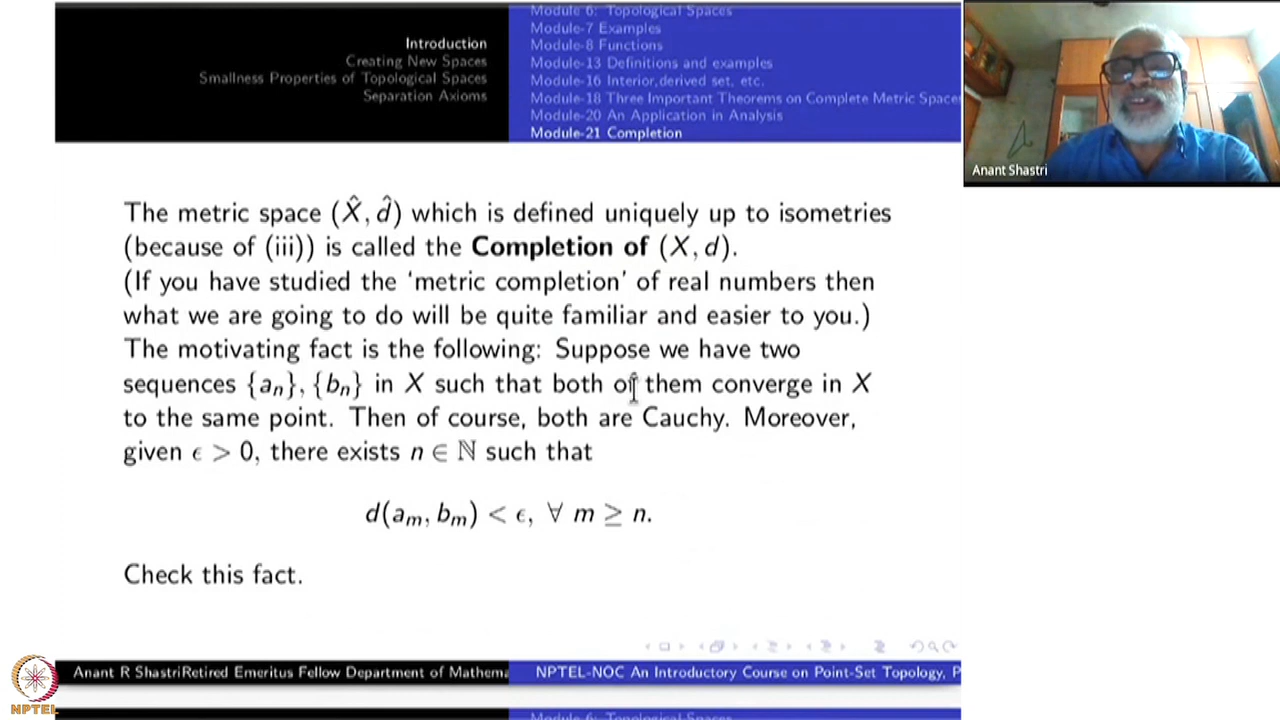 Introduction
Creating New Spaces
Smallness Properties of Topological Spaces
Separation Axioms
Module 6: Topological Spaces
Module-7 Examples
Module-8 Functions
Module-13 Definitions and examples
Module-16 Interior,derived set, etc.
Module-18 Three Important Theorems on Complete Metric Space
Module-20 An Application in Analysis
Module-21 Completion
Anant Shastri
The metric space (X̂, d̂) which is defined uniquely up to isometries
(because of (iii)) is called the Completion of (X, d).
(If you have studied the ‘metric completion’ of real numbers then
what we are going to do will be quite familiar and easier to you.)
The motivating fact is the following: Suppose we have two
sequences {aₙ}, {bₙ} in X such that both of them converge in X
to the same point. Then of course, both are Cauchy. Moreover,
given ϵ > 0, there exists n ∈ ℕ such that
d(aₘ, bₘ) < ϵ, ∀ m ≥ n.
Check this fact.
Anant R ShastriRetired Emeritus Fellow Department of Mathema
NPTEL-NOC An Introductory Course on Point-Set Topology, P
NPTEL
Module 6: Topological Spaces